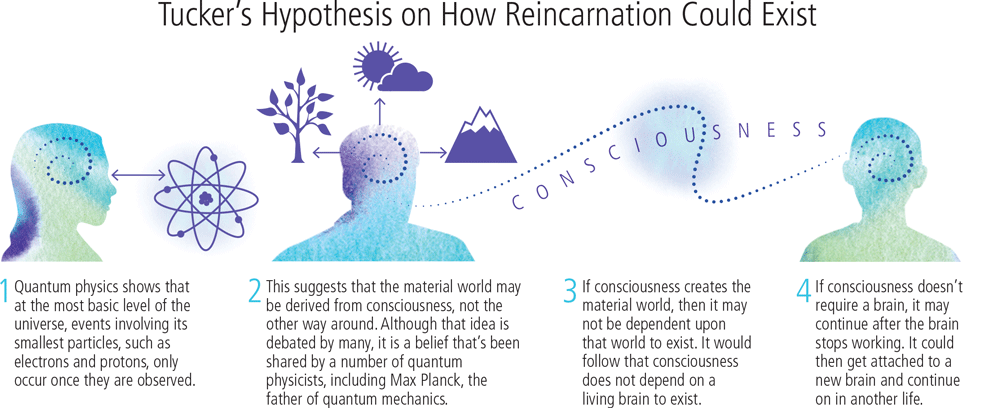 Tucker's Hypothesis on How Reincarnation Could Exist
CONSCIOUSNESS
1 Quantum physics shows that
at the most basic level of the
universe, events involving its
smallest particles, such as
electrons and protons, only
occur once they are observed.
2 This suggests that the material world may
be derived from consciousness, not the
other way around. Although that idea is
debated by many, it is a belief that's been
shared by a number of quantum
physicists, including Max Planck, the
father of quantum mechanics.
3 If consciousness creates the
material world, then it may
not be dependent upon
that world to exist. It would
follow that consciousness
does not depend on a
living brain to exist.
4 If consciousness doesn't
require a brain, it may
continue after the brain
stops working. It could
then get attached to a
new brain and continue
on in another life.